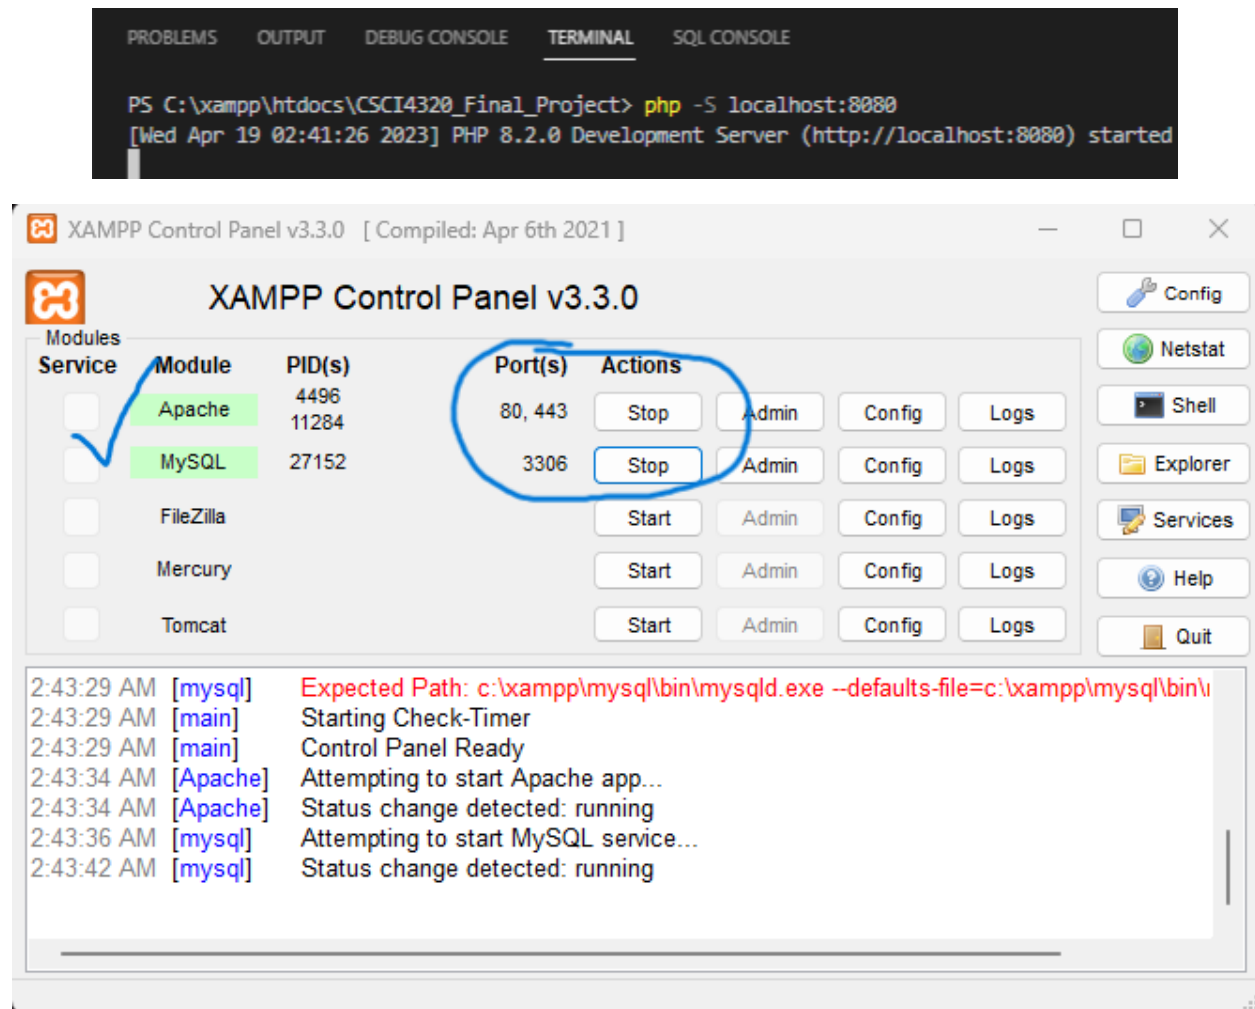 PROBLEMS OUTPUT DEBUG CONSOLE TERMINAL SQL CONSOLE
PS C:\xampp\htdocs\CSCI4320_Final_Project> php -S localhost:8080
[Wed Apr 19 02:41:26 2023] PHP 8.2.0 Development Server (http://localhost:8080) started
XAMPP Control Panel v3.3.0 [ Compiled: Apr 6th 2021 ]
XAMPP Control Panel v3.3.0
Config
Modules
Netstat
Service Module PID(s) Port(s) Actions
Apache 4496 11284 80, 443 Stop Admin Config Logs
Shell
MySQL 27152 3306 Stop Admin Config Logs
Explorer
FileZilla Start Admin Config Logs
Services
Mercury Start Admin Config Logs
Help
Tomcat Start Admin Config Logs
Quit
2:43:29 AM [mysql] Expected Path: c:\xampp\mysql\bin\mysqld.exe --defaults-file=c:\xampp\mysql\bin\
2:43:29 AM [main] Starting Check-Timer
2:43:29 AM [main] Control Panel Ready
2:43:34 AM [Apache] Attempting to start Apache app...
2:43:34 AM [Apache] Status change detected: running
2:43:36 AM [mysql] Attempting to start MySQL service...
2:43:42 AM [mysql] Status change detected: running